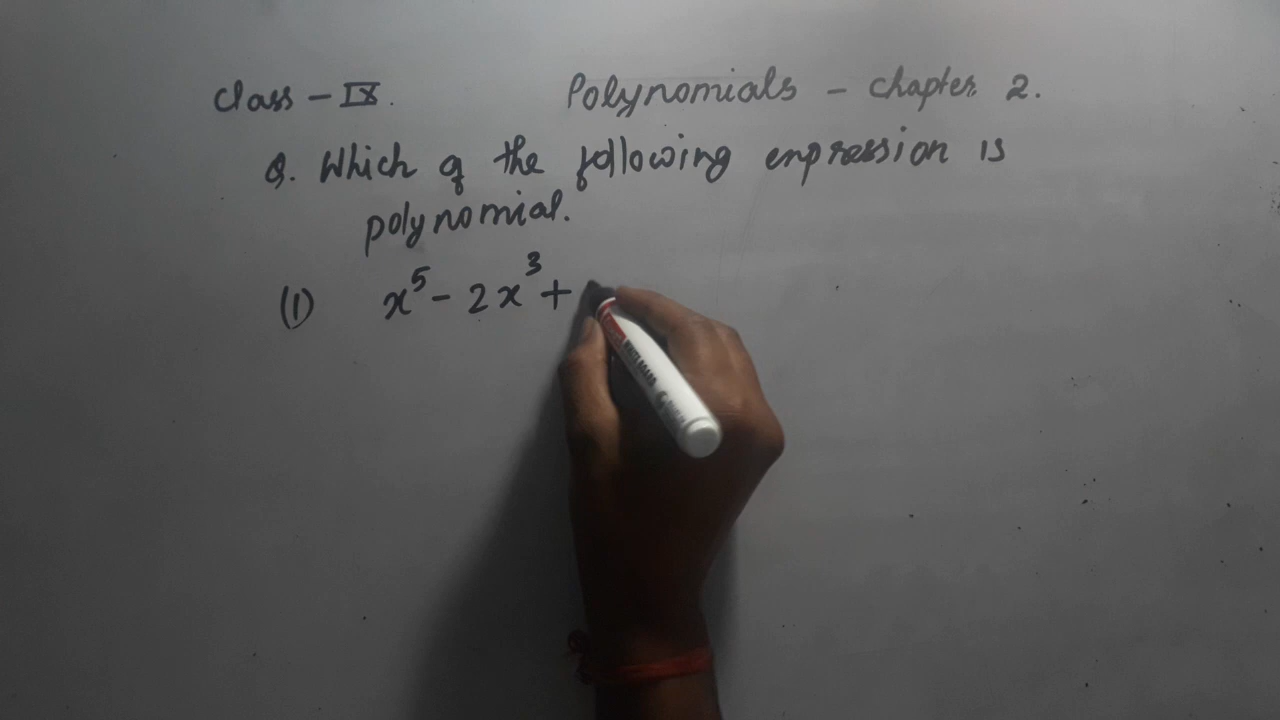 Class - IX. Polynomials - Chapter 2.
Q. Which of the following expression is
polynomial.
(1) x⁵ - 2x³ +